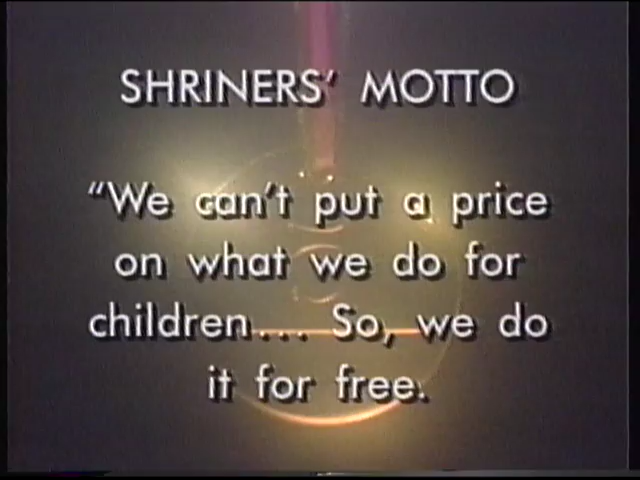 SHRINERS' MOTTO
“We can't put a price
on what we do for
children... So, we do
it for free.